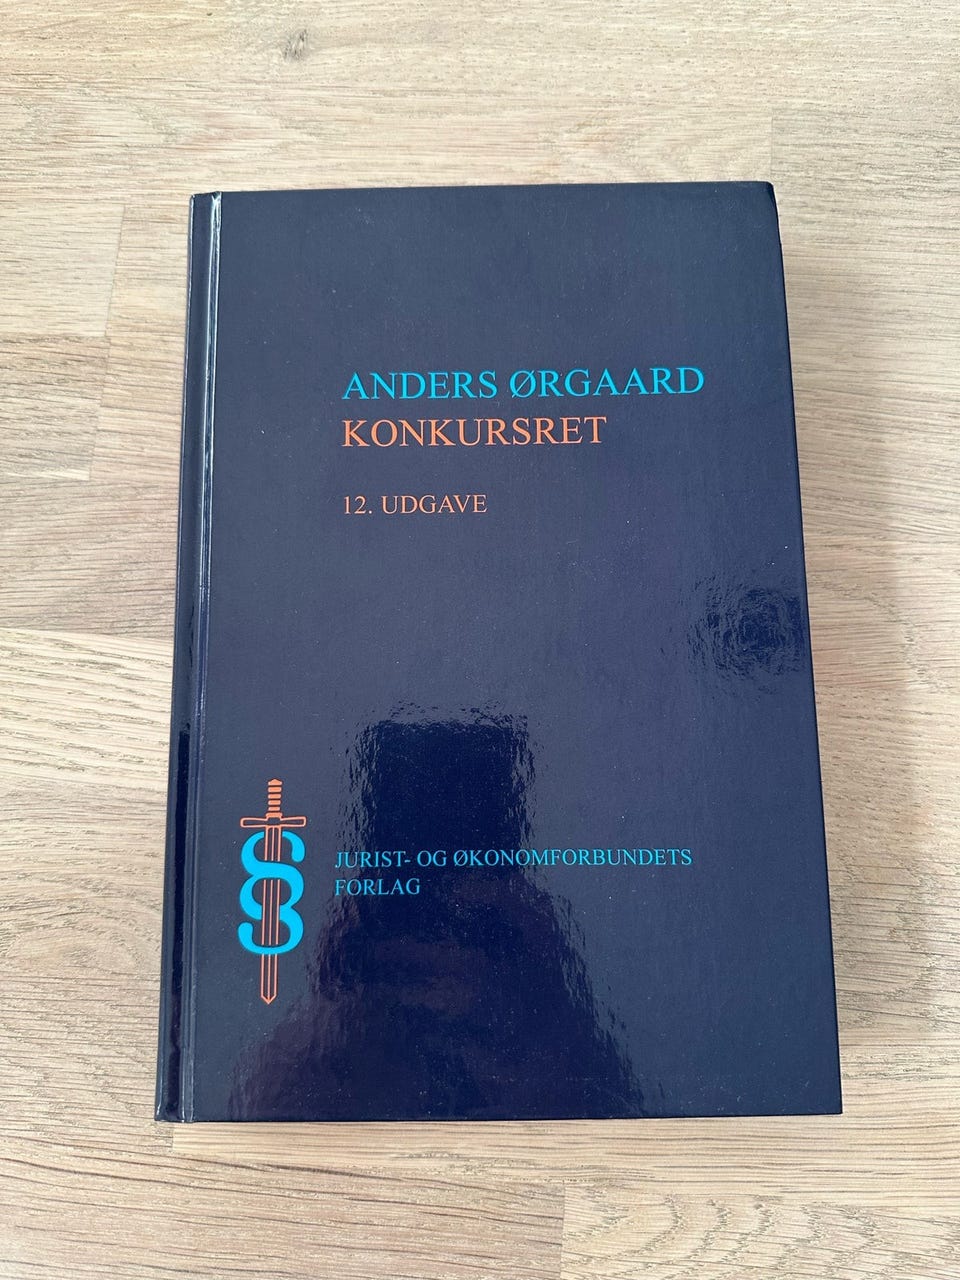 ANDERS ØRGAARD
KONKURSRET
12. UDGAVE
JURIST- OG ØKONOMFORBUNDETS
FORLAG